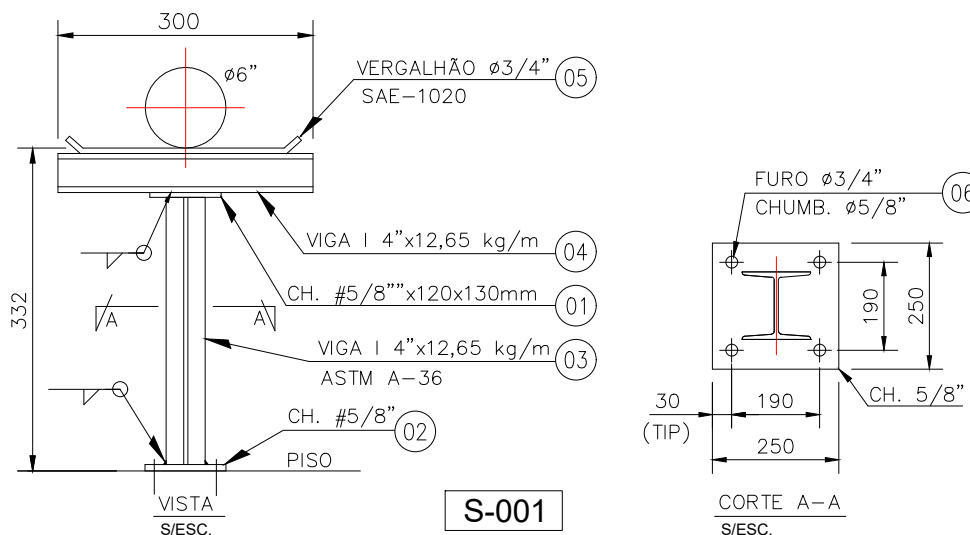 300
ø6"
VERGALHÃO ø3/4"
SAE-1020
05
332
VIGA I 4"x12,65 kg/m
04
CH. #5/8""x120x130mm
01
A
A
VIGA I 4"x12,65 kg/m
ASTM A-36
03
CH. #5/8"
02
PISO
VISTA
S/ESC.
S-001
FURO ø3/4"
CHUMB. ø5/8"
06
190
250
CH. 5/8"
30
(TIP)
190
250
CORTE A-A
S/ESC.